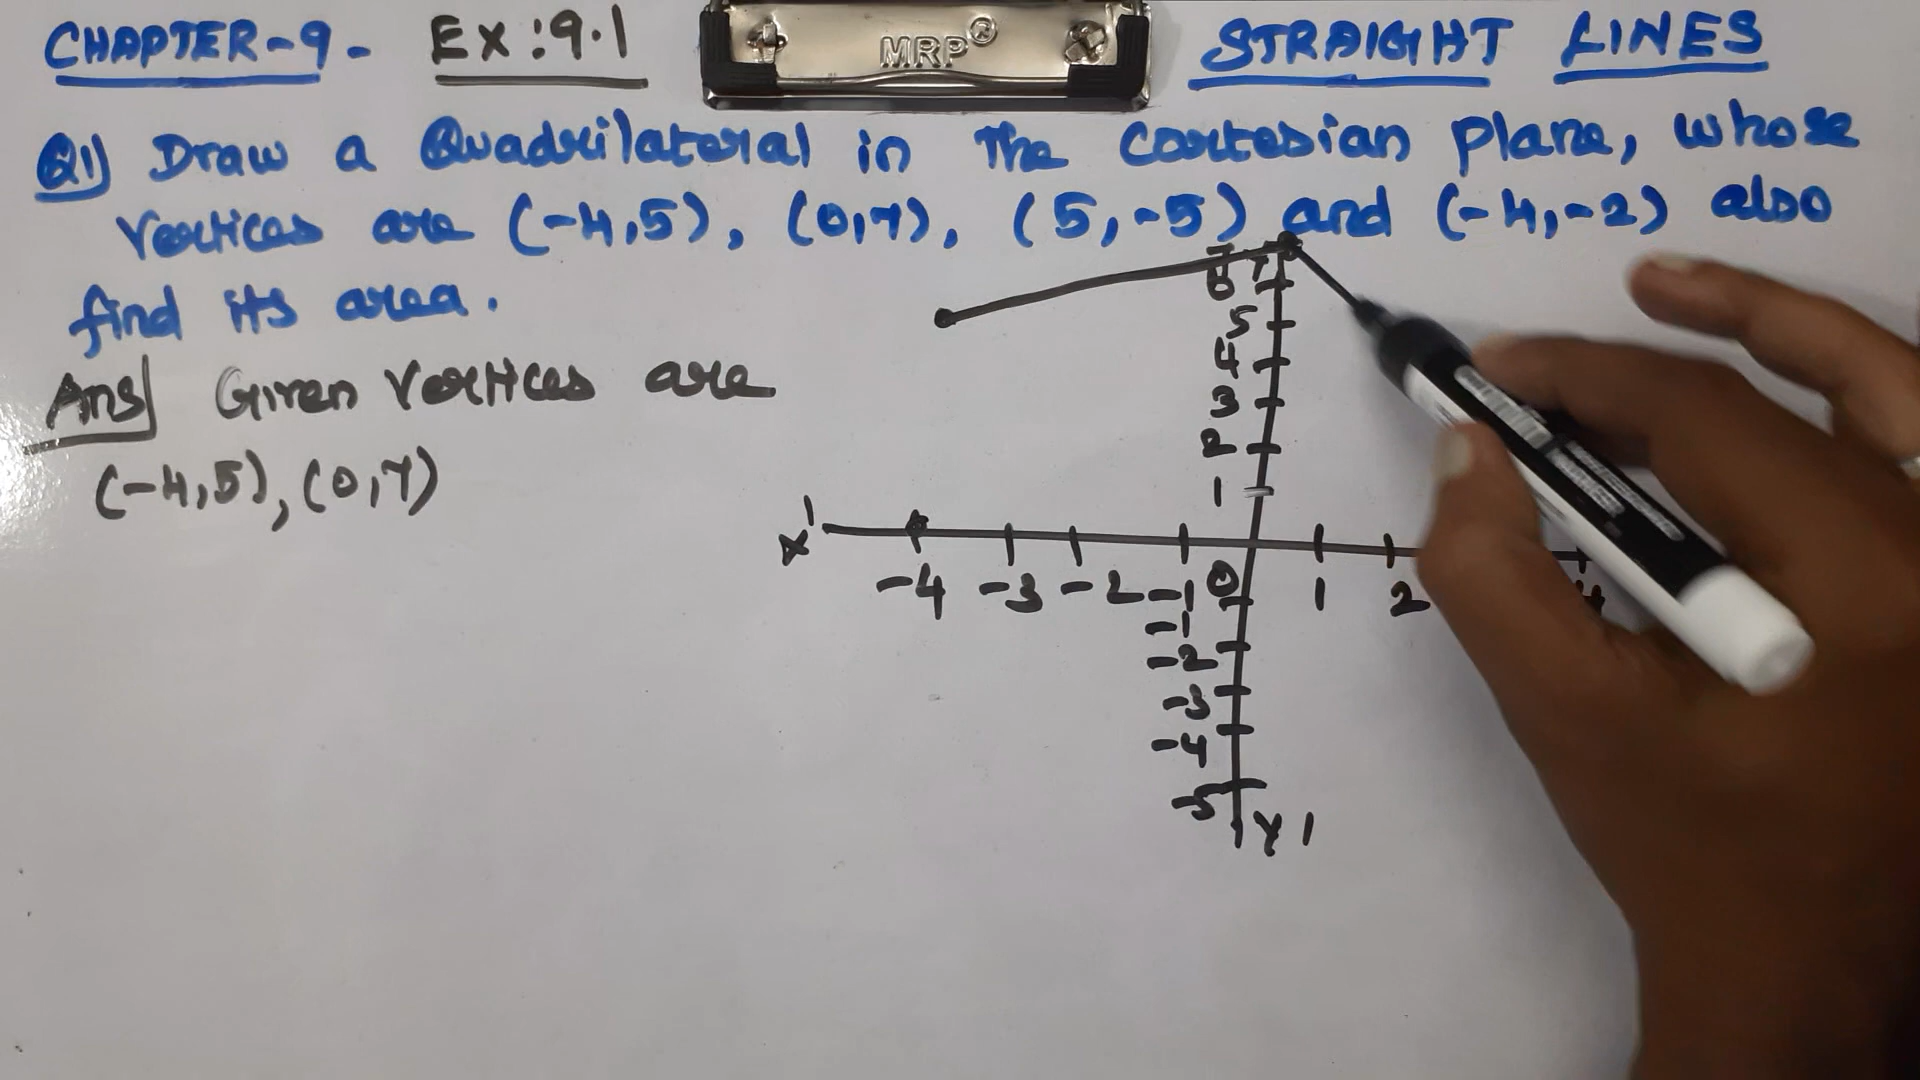 CHAPTER-9- EX:9.1 MRP® STRAIGHT LINES
Q1) Draw a Quadrilateral in the Cartesian plane, whose
vertices are (-4,5), (0,7), (5,-5) and (-4,-2) also
find its area.
Ans) Given vertices are
(-4,5), (0,7)
7
6
5
4
3
2
1
X'
-4 -3 -2 -1 0 1 2
-1
-2
-3
-4
-5
Y'